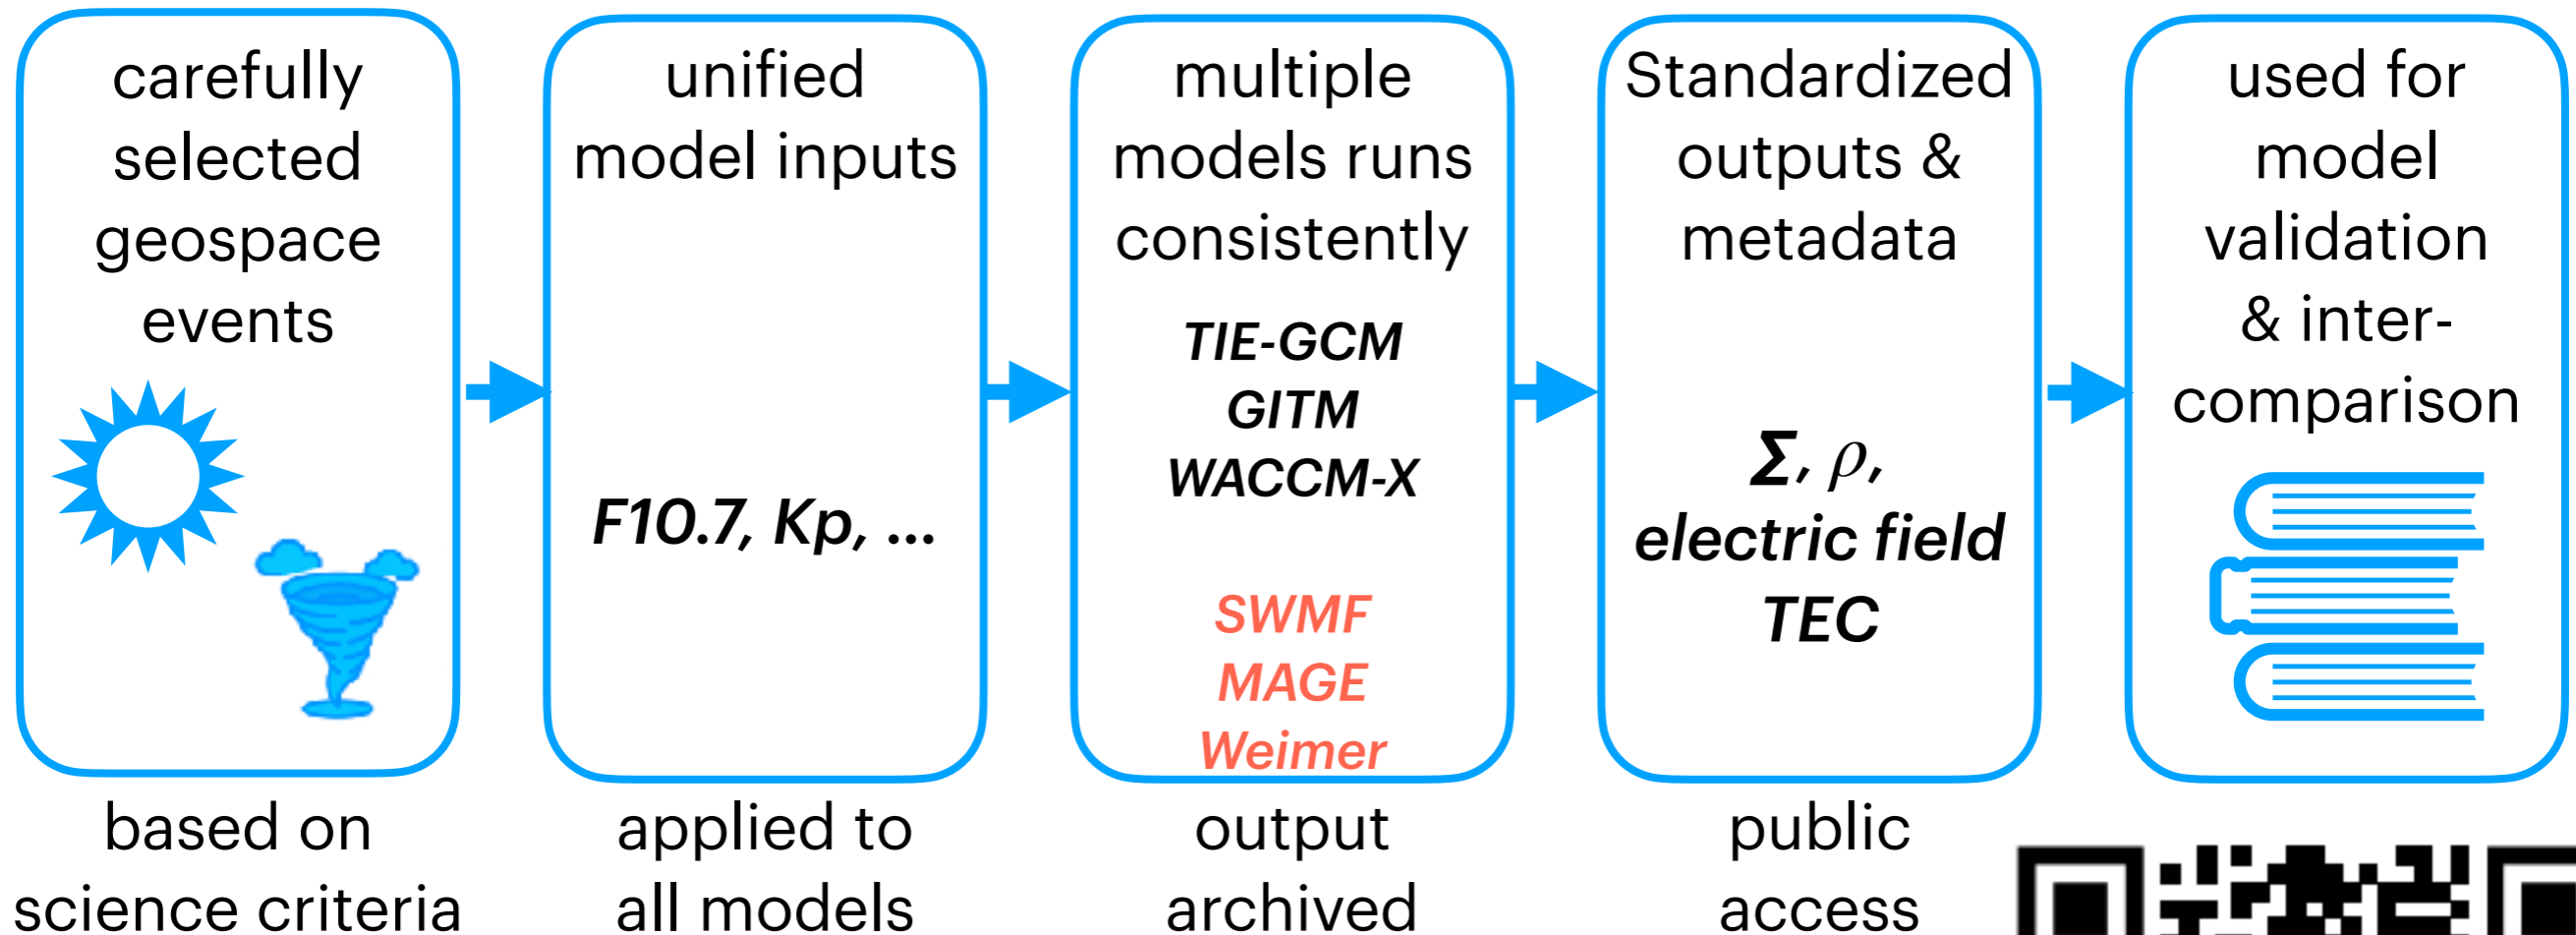 carefully
selected
geospace
events
based on
science criteria
unified
model inputs
F10.7, Kp, ...
applied to
all models
multiple
models runs
consistently
TIE-GCM
GITM
WACCM-X
SWMF
MAGE
Weimer
output
archived
Standardized
outputs &
metadata
Σ, ρ,
electric field
TEC
public
access
used for
model
validation
& inter-
comparison